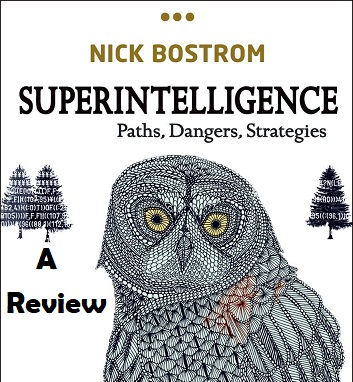 NICK BOSTROM
SUPERINTELLIGENCE
Paths, Dangers, Strategies
A
Review